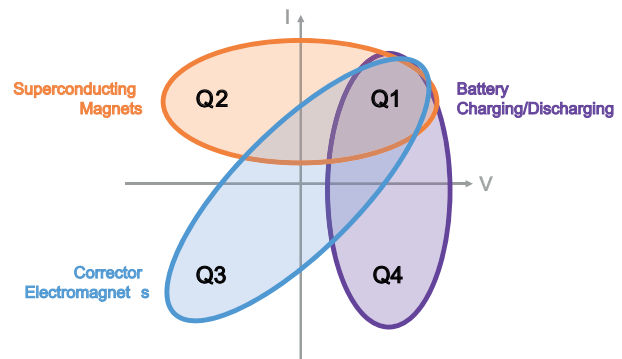 I
Superconducting
Magnets
Q2
Q1
Battery
Charging/Discharging
V
Corrector
Electromagnet s
Q3
Q4